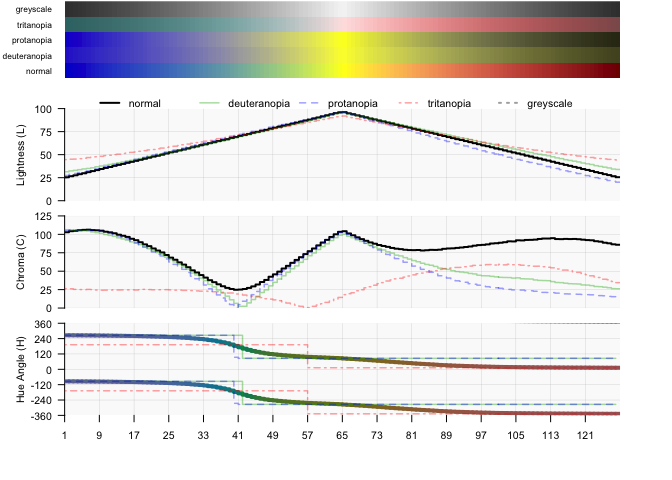 greyscale
tritanopia
protanopia
deuteranopia
normal
normal deuteranopia protanopia tritanopia greyscale
Lightness (L)
100
75
50
25
0
Chroma (C)
125
100
75
50
25
0
Hue Angle (H)
360
240
120
0
-120
-240
-360
1 9 17 25 33 41 49 57 65 73 81 89 97 105 113 121